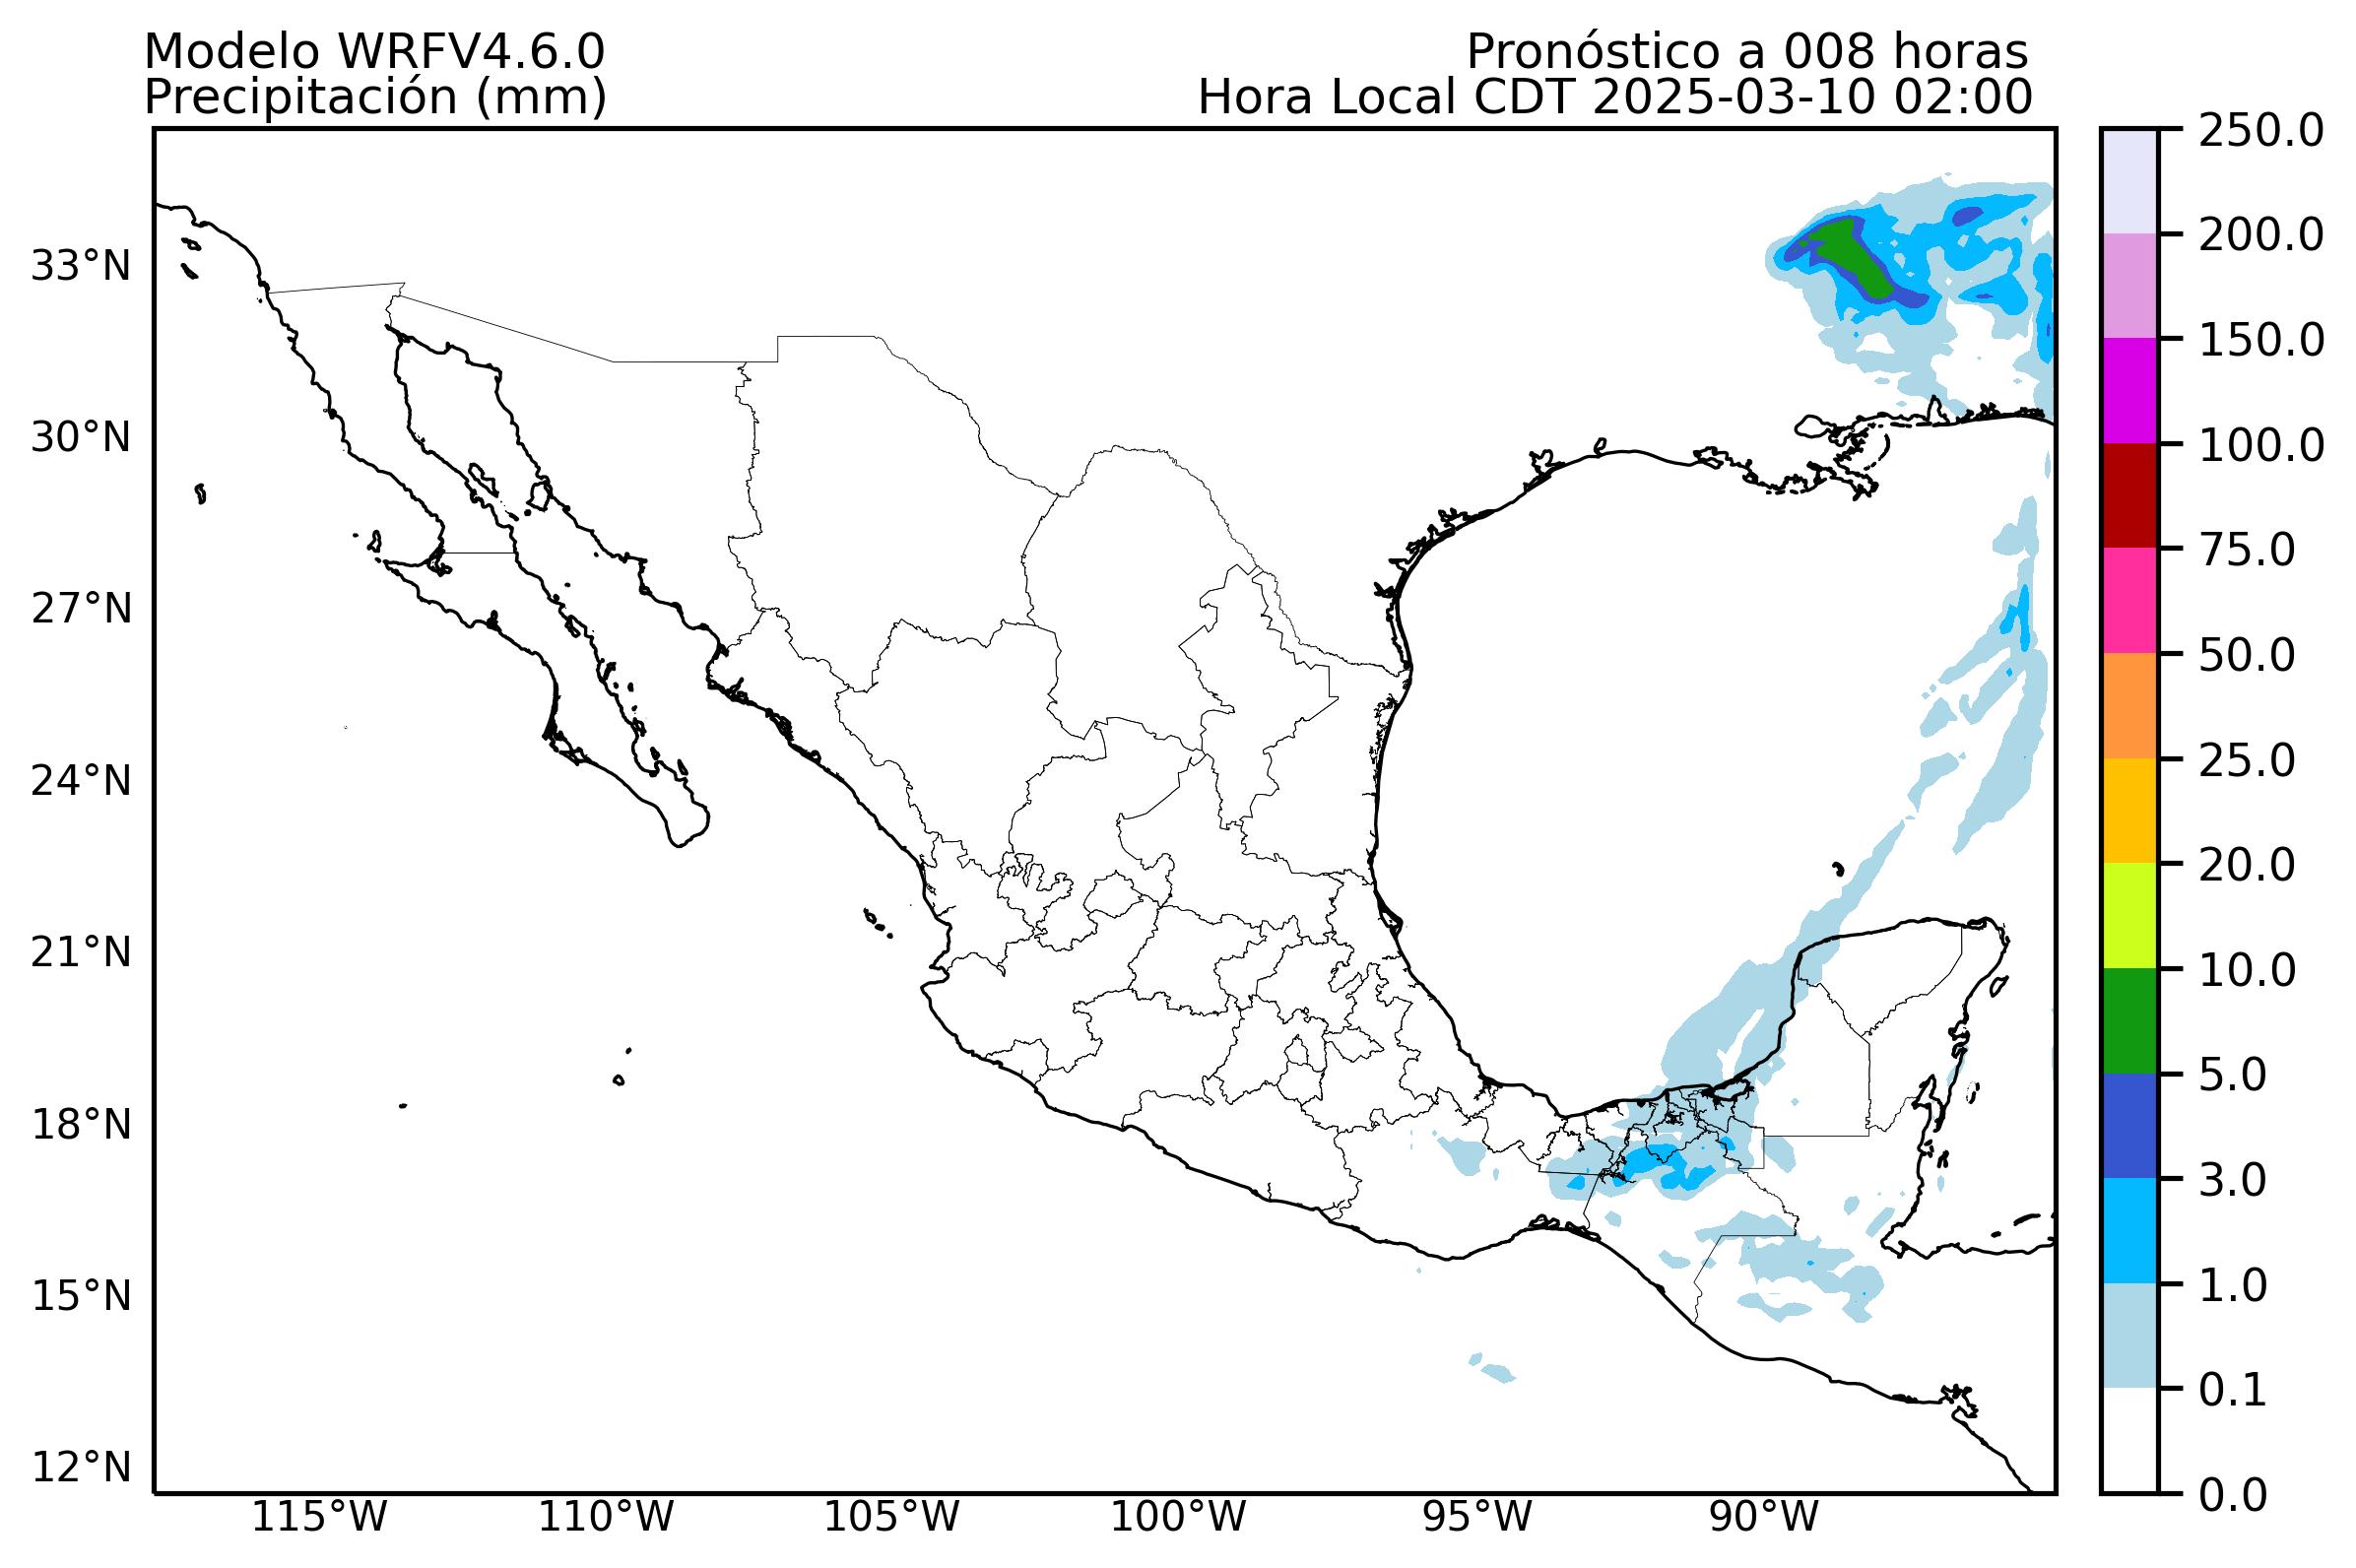 Modelo WRFV4.6.0
Pronóstico a 008 horas
Precipitación (mm)
Hora Local CDT 2025-03-10 02:00
33°N
30°N
27°N
24°N
21°N
18°N
15°N
12°N
115°W
110°W
105°W
100°W
95°W
90°W
250.0
200.0
150.0
100.0
75.0
50.0
25.0
20.0
10.0
5.0
3.0
1.0
0.1
0.0